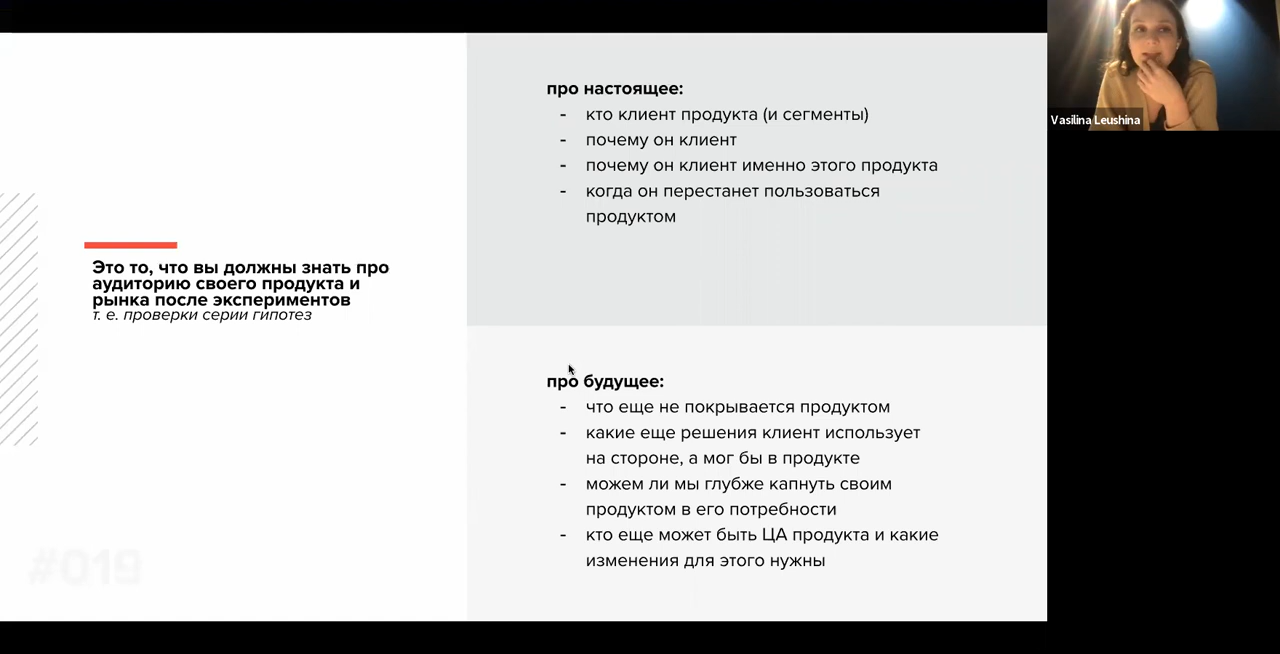 Это то, что вы должны знать про
аудиторию своего продукта и
рынка после экспериментов
т. е. проверки серии гипотез
#019
про настоящее:
- кто клиент продукта (и сегменты)
- почему он клиент
- почему он клиент именно этого продукта
- когда он перестанет пользоваться
продуктом
про будущее:
- что еще не покрывается продуктом
- какие еще решения клиент использует
на стороне, а мог бы в продукте
- можем ли мы глубже капнуть своим
продуктом в его потребности
- кто еще может быть ЦА продукта и какие
изменения для этого нужны
Vasilina Leushina